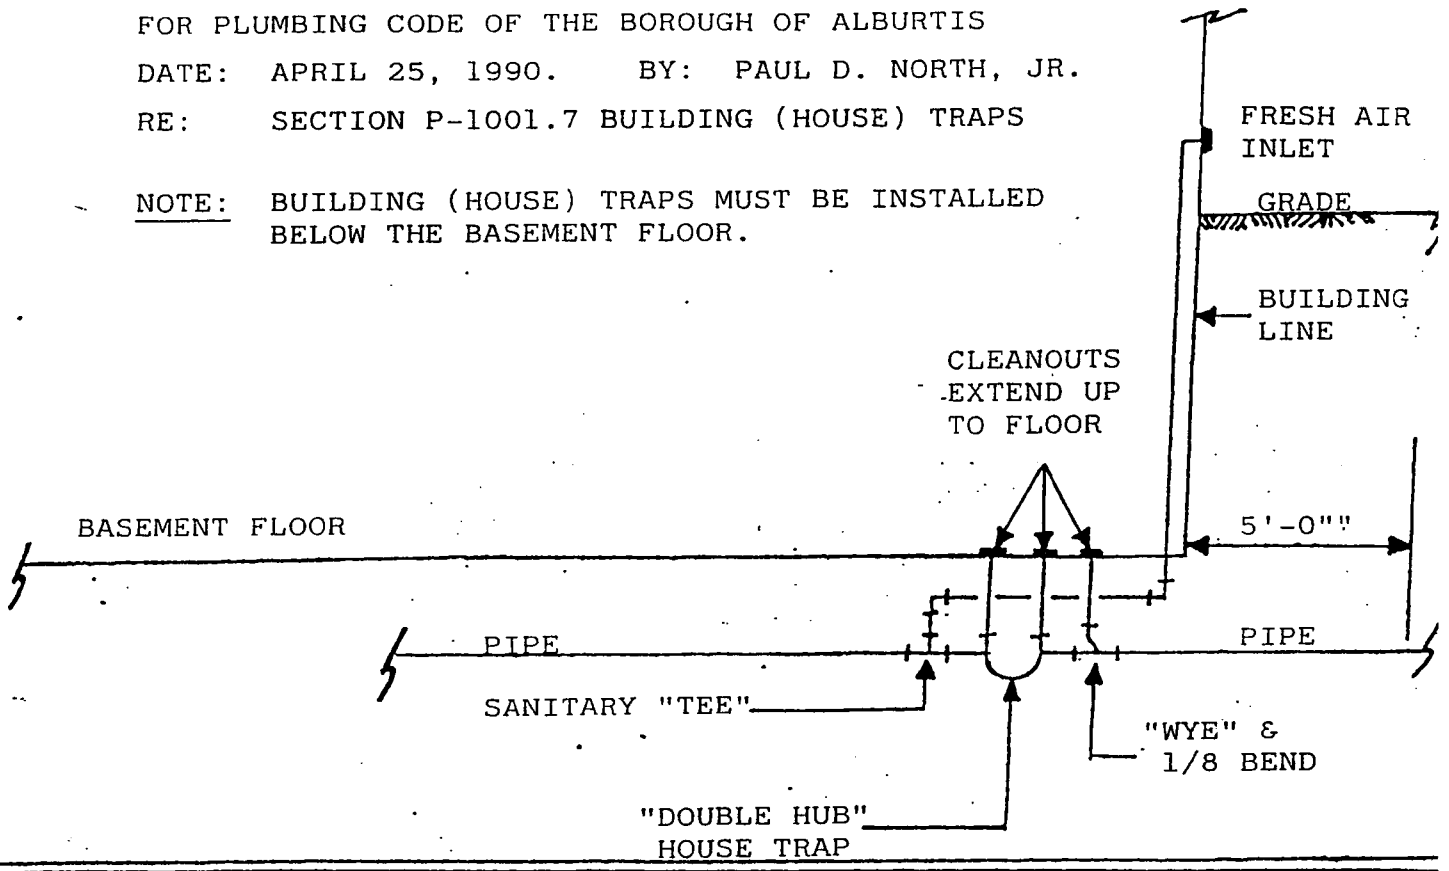 FOR PLUMBING CODE OF THE BOROUGH OF ALBURTIS
DATE: APRIL 25, 1990. BY: PAUL D. NORTH, JR.
RE: SECTION P-1001.7 BUILDING (HOUSE) TRAPS
NOTE: BUILDING (HOUSE) TRAPS MUST BE INSTALLED
BELOW THE BASEMENT FLOOR.
FRESH AIR
INLET
GRADE
BUILDING
LINE
CLEANOUTS
EXTEND UP
TO FLOOR
BASEMENT FLOOR
5'-0""
PIPE
PIPE
SANITARY "TEE"
"WYE" &
1/8 BEND
"DOUBLE HUB"
HOUSE TRAP